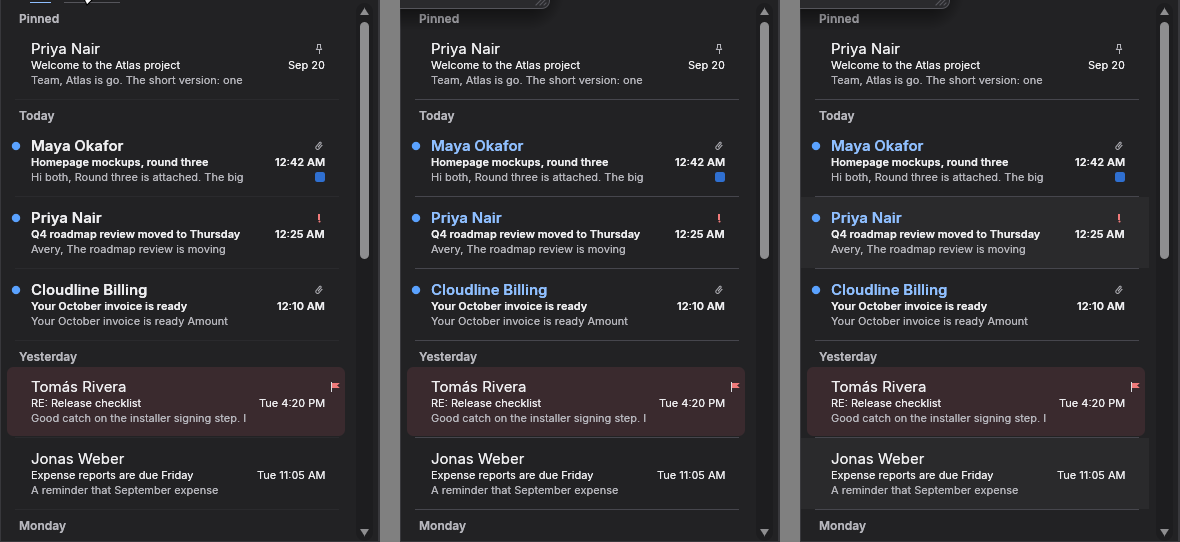 Pinned
Priya Nair
Welcome to the Atlas project Sep 20
Team, Atlas is go. The short version: one
Today
Maya Okafor
Homepage mockups, round three 12:42 AM
Hi both, Round three is attached. The big
Priya Nair
Q4 roadmap review moved to Thursday 12:25 AM
Avery, The roadmap review is moving
Cloudline Billing
Your October invoice is ready 12:10 AM
Your October invoice is ready Amount
Yesterday
Tomás Rivera
RE: Release checklist Tue 4:20 PM
Good catch on the installer signing step. I
Jonas Weber
Expense reports are due Friday Tue 11:05 AM
A reminder that September expense
Monday
Pinned
Priya Nair
Welcome to the Atlas project Sep 20
Team, Atlas is go. The short version: one
Today
Maya Okafor
Homepage mockups, round three 12:42 AM
Hi both, Round three is attached. The big
Priya Nair
Q4 roadmap review moved to Thursday 12:25 AM
Avery, The roadmap review is moving
Cloudline Billing
Your October invoice is ready 12:10 AM
Your October invoice is ready Amount
Yesterday
Tomás Rivera
RE: Release checklist Tue 4:20 PM
Good catch on the installer signing step. I
Jonas Weber
Expense reports are due Friday Tue 11:05 AM
A reminder that September expense
Monday
Pinned
Priya Nair
Welcome to the Atlas project Sep 20
Team, Atlas is go. The short version: one
Today
Maya Okafor
Homepage mockups, round three 12:42 AM
Hi both, Round three is attached. The big
Priya Nair
Q4 roadmap review moved to Thursday 12:25 AM
Avery, The roadmap review is moving
Cloudline Billing
Your October invoice is ready 12:10 AM
Your October invoice is ready Amount
Yesterday
Tomás Rivera
RE: Release checklist Tue 4:20 PM
Good catch on the installer signing step. I
Jonas Weber
Expense reports are due Friday Tue 11:05 AM
A reminder that September expense
Monday